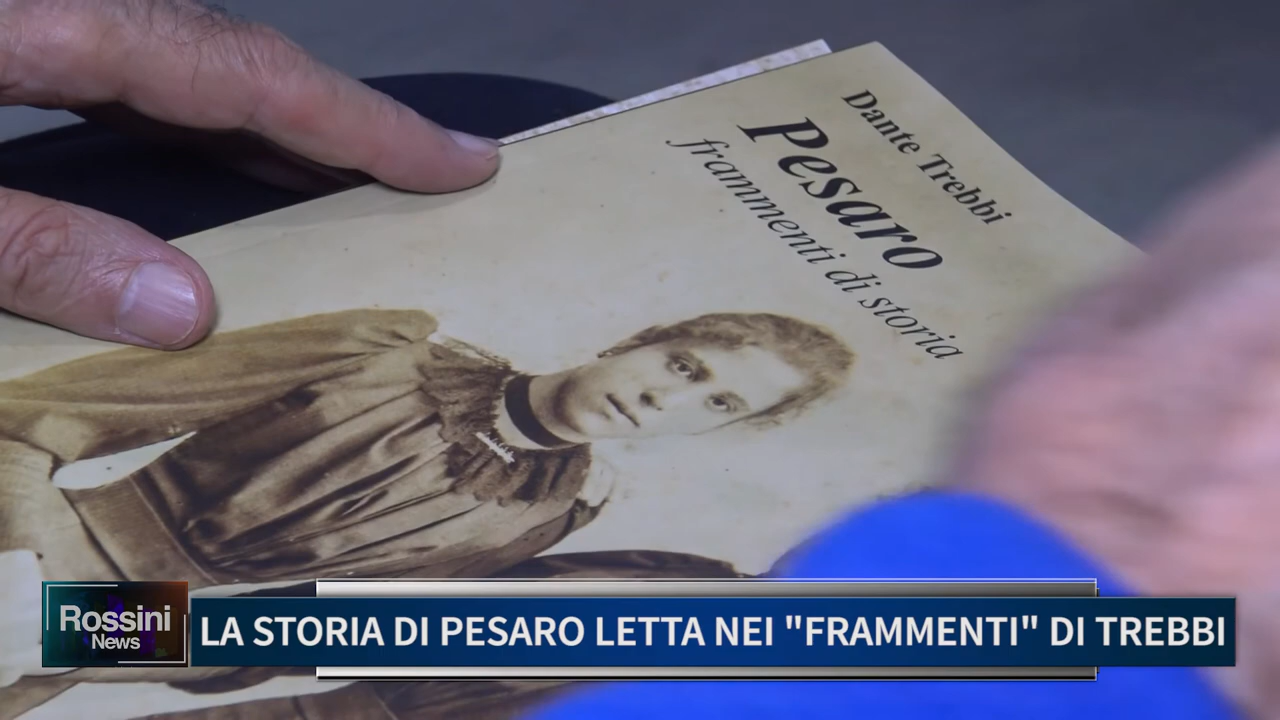 Dante Trebbi
Pesaro
frammenti di storia
Rossini
News
LA STORIA DI PESARO LETTA NEI "FRAMMENTI" DI TREBBI